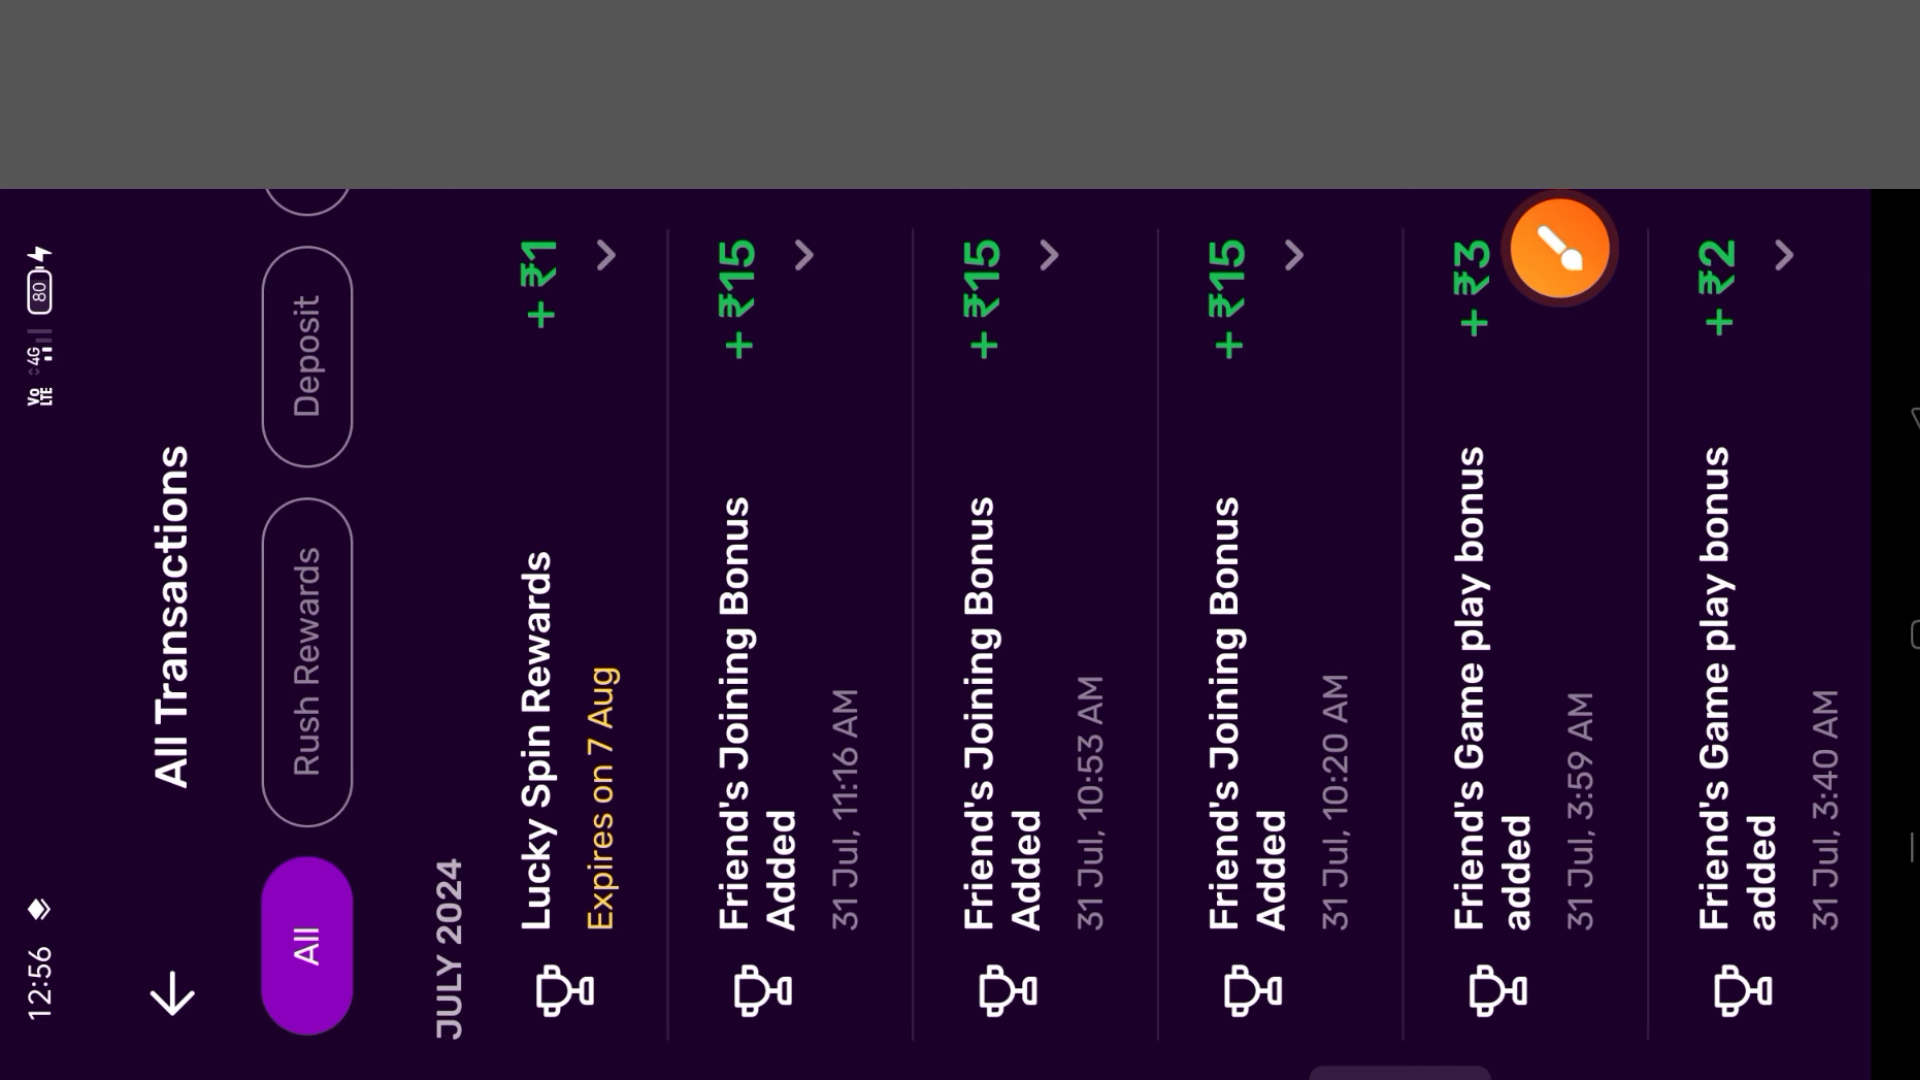 12:56
Vo LTE 4G 80
All Transactions
All Rush Rewards Deposit
JULY 2024
Lucky Spin Rewards + ₹1
Expires on 7 Aug
Friend's Joining Bonus + ₹15
Added
31 Jul, 11:16 AM
Friend's Joining Bonus + ₹15
Added
31 Jul, 10:53 AM
Friend's Joining Bonus + ₹15
Added
31 Jul, 10:20 AM
Friend's Game play bonus + ₹3
added
31 Jul, 3:59 AM
Friend's Game play bonus + ₹2
added
31 Jul, 3:40 AM